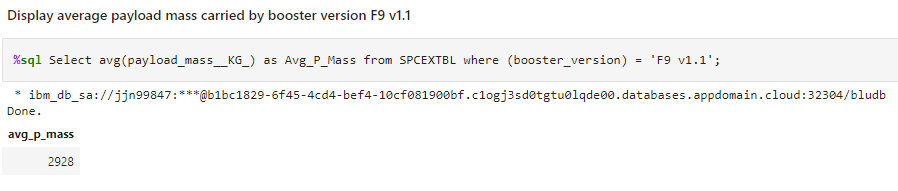 Display average payload mass carried by booster version F9 v1.1
%sql Select avg(payload_mass__KG_) as Avg_P_Mass from SPCEXTBL where (booster_version) = 'F9 v1.1';
* ibm_db_sa://jjn99847:***@b1bc1829-6f45-4cd4-bef4-10cf081900bf.c1ogj3sd0tgtu0lqde00.databases.appdomain.cloud:32304/bludb
Done.
avg_p_mass
2928